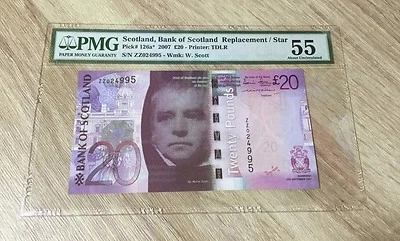 PMG
PAPER MONEY GUARANTY
Scotland, Bank of Scotland Replacement / Star
Pick# 126a* 2007 £20 - Printer: TDLR
S/N ZZ024995 - Wmk: W. Scott
55
About Uncirculated
ZZ024995
£20
BANK OF SCOTLAND
20
Twenty Pounds
ZZ024995